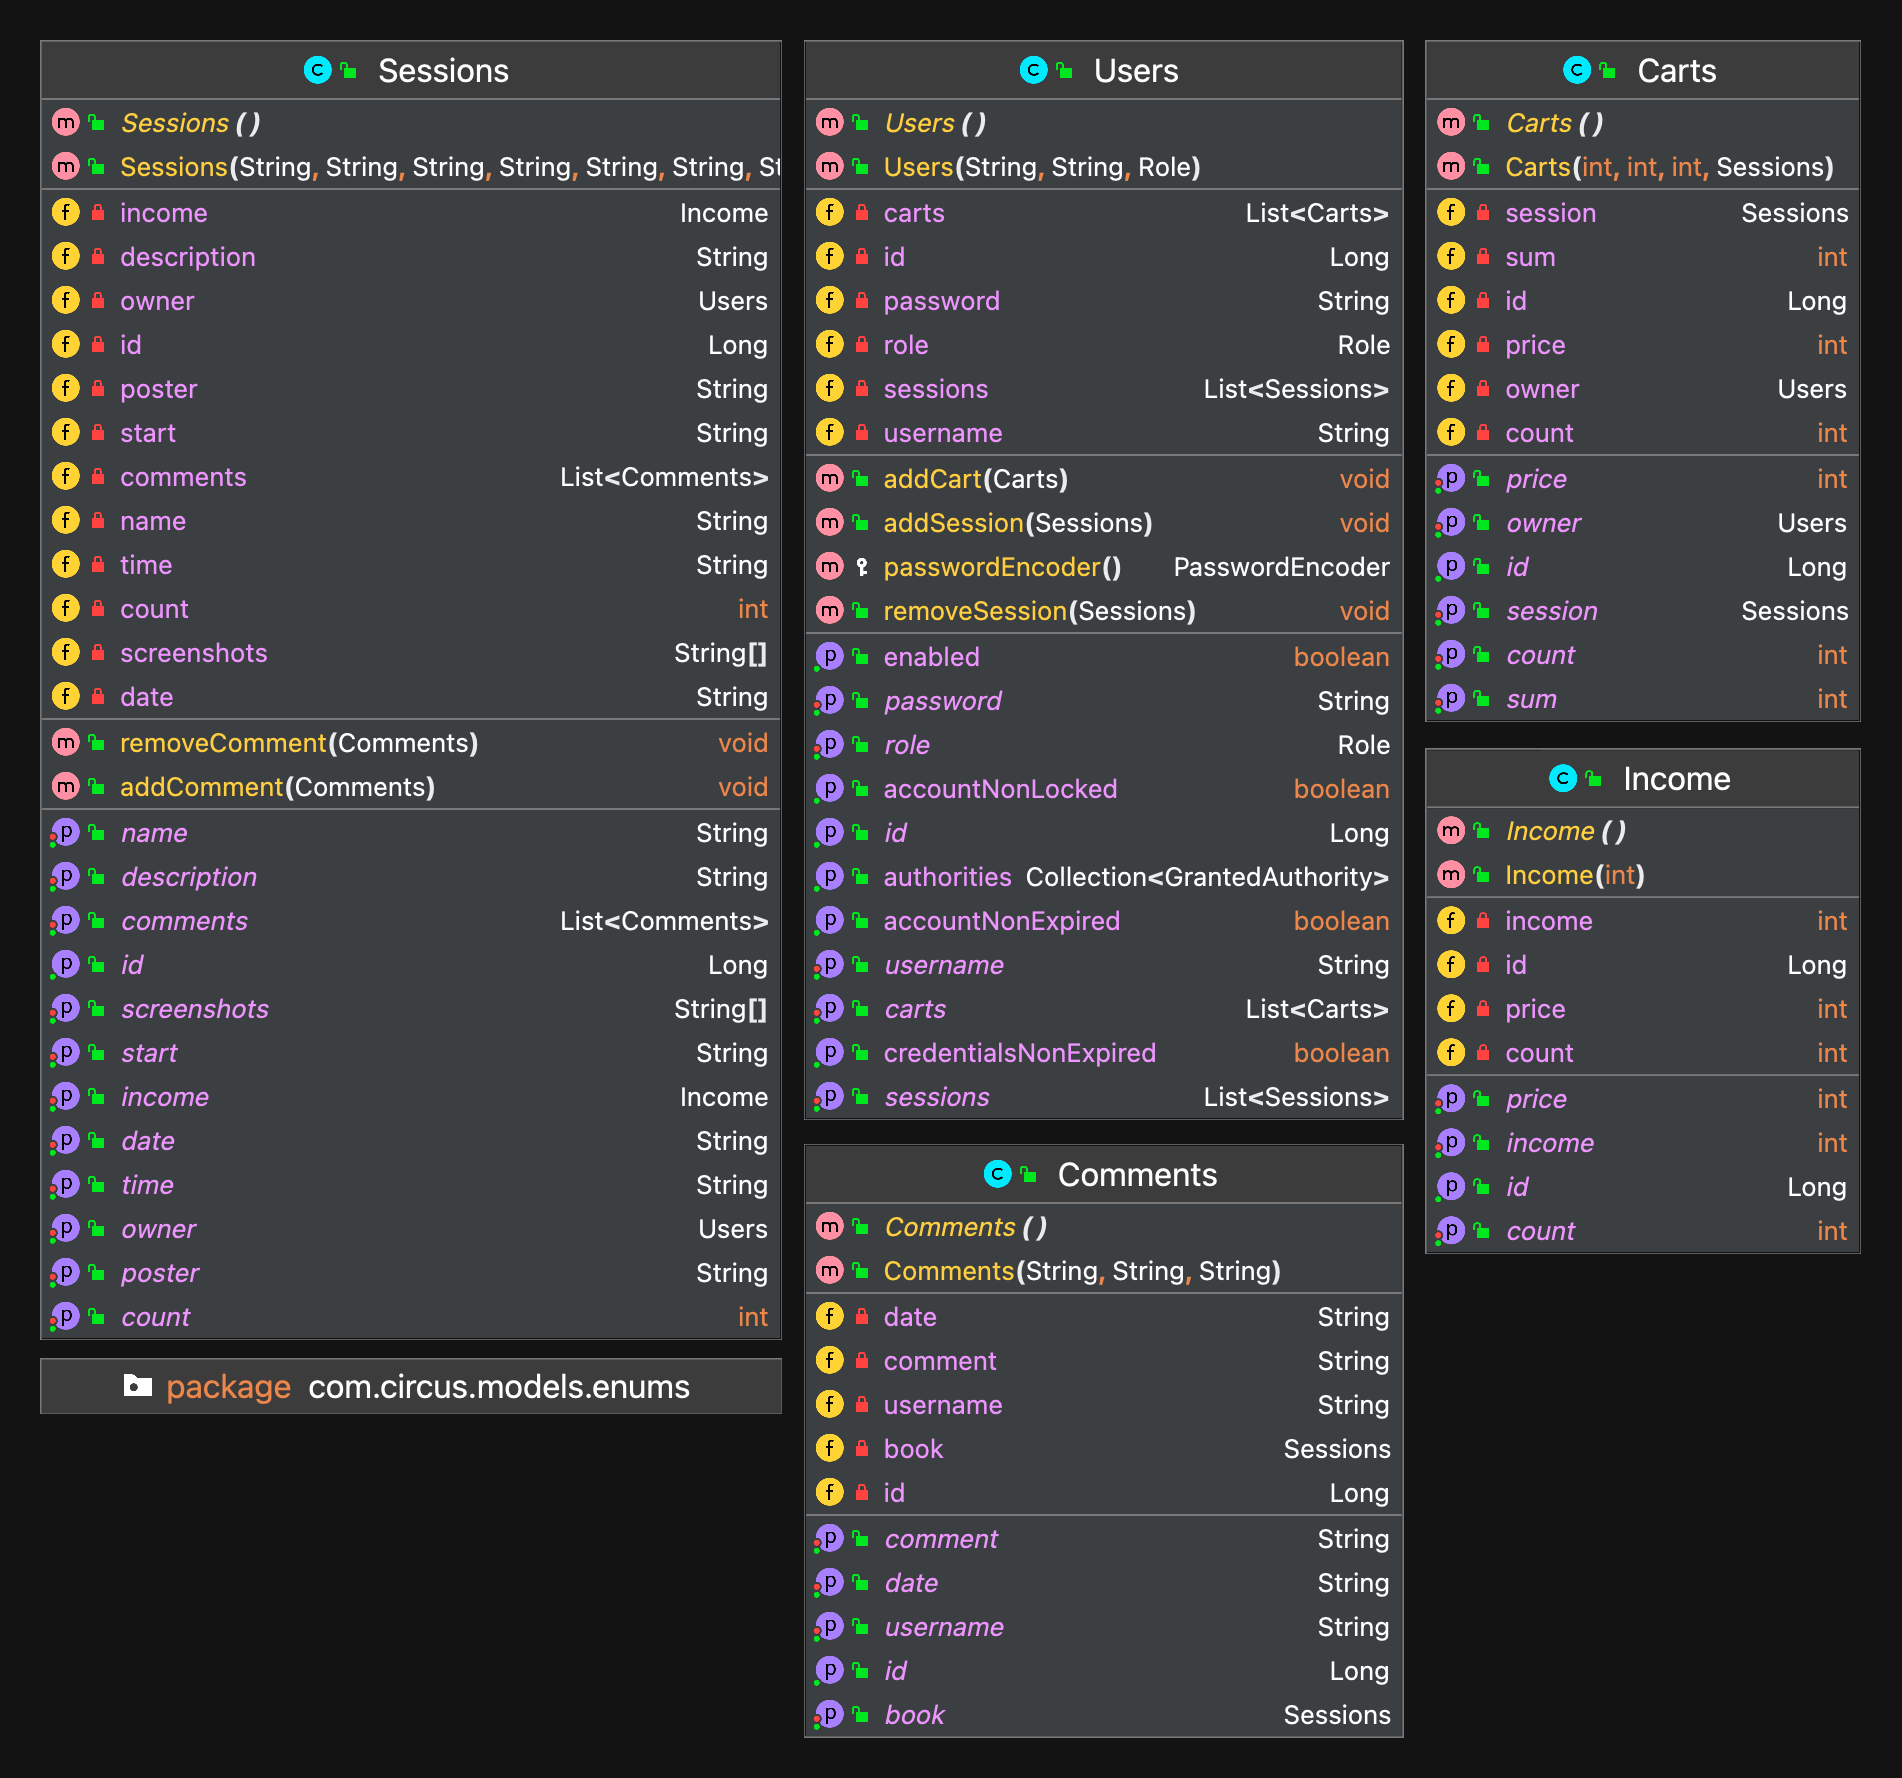 Sessions
Sessions ()
Sessions(String, String, String, String, String, String, St
income Income
description String
owner Users
id Long
poster String
start String
comments List<Comments>
name String
time String
count int
screenshots String[]
date String
removeComment(Comments) void
addComment(Comments) void
name String
description String
comments List<Comments>
id Long
screenshots String[]
start String
income Income
date String
time String
owner Users
poster String
count int
package com.circus.models.enums
Users
Users ()
Users(String, String, Role)
carts List<Carts>
id Long
password String
role Role
sessions List<Sessions>
username String
addCart(Carts) void
addSession(Sessions) void
passwordEncoder() PasswordEncoder
removeSession(Sessions) void
enabled boolean
password String
role Role
accountNonLocked boolean
id Long
authorities Collection<GrantedAuthority>
accountNonExpired boolean
username String
carts List<Carts>
credentialsNonExpired boolean
sessions List<Sessions>
Comments
Comments ()
Comments(String, String, String)
date String
comment String
username String
book Sessions
id Long
comment String
date String
username String
id Long
book Sessions
Carts
Carts ()
Carts(int, int, int, Sessions)
session Sessions
sum int
id Long
price int
owner Users
count int
price int
owner Users
id Long
session Sessions
count int
sum int
Income
Income ()
Income(int)
income int
id Long
price int
count int
price int
income int
id Long
count int